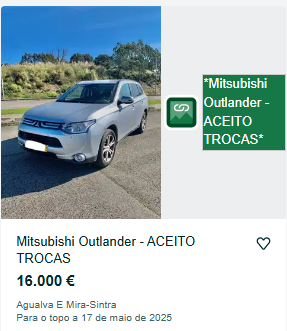 *Mitsubishi
Outlander -
ACEITO
TROCAS*
Mitsubishi Outlander - ACEITO
TROCAS
16.000 €
Agualva E Mira-Sintra
Para o topo a 17 de maio de 2025